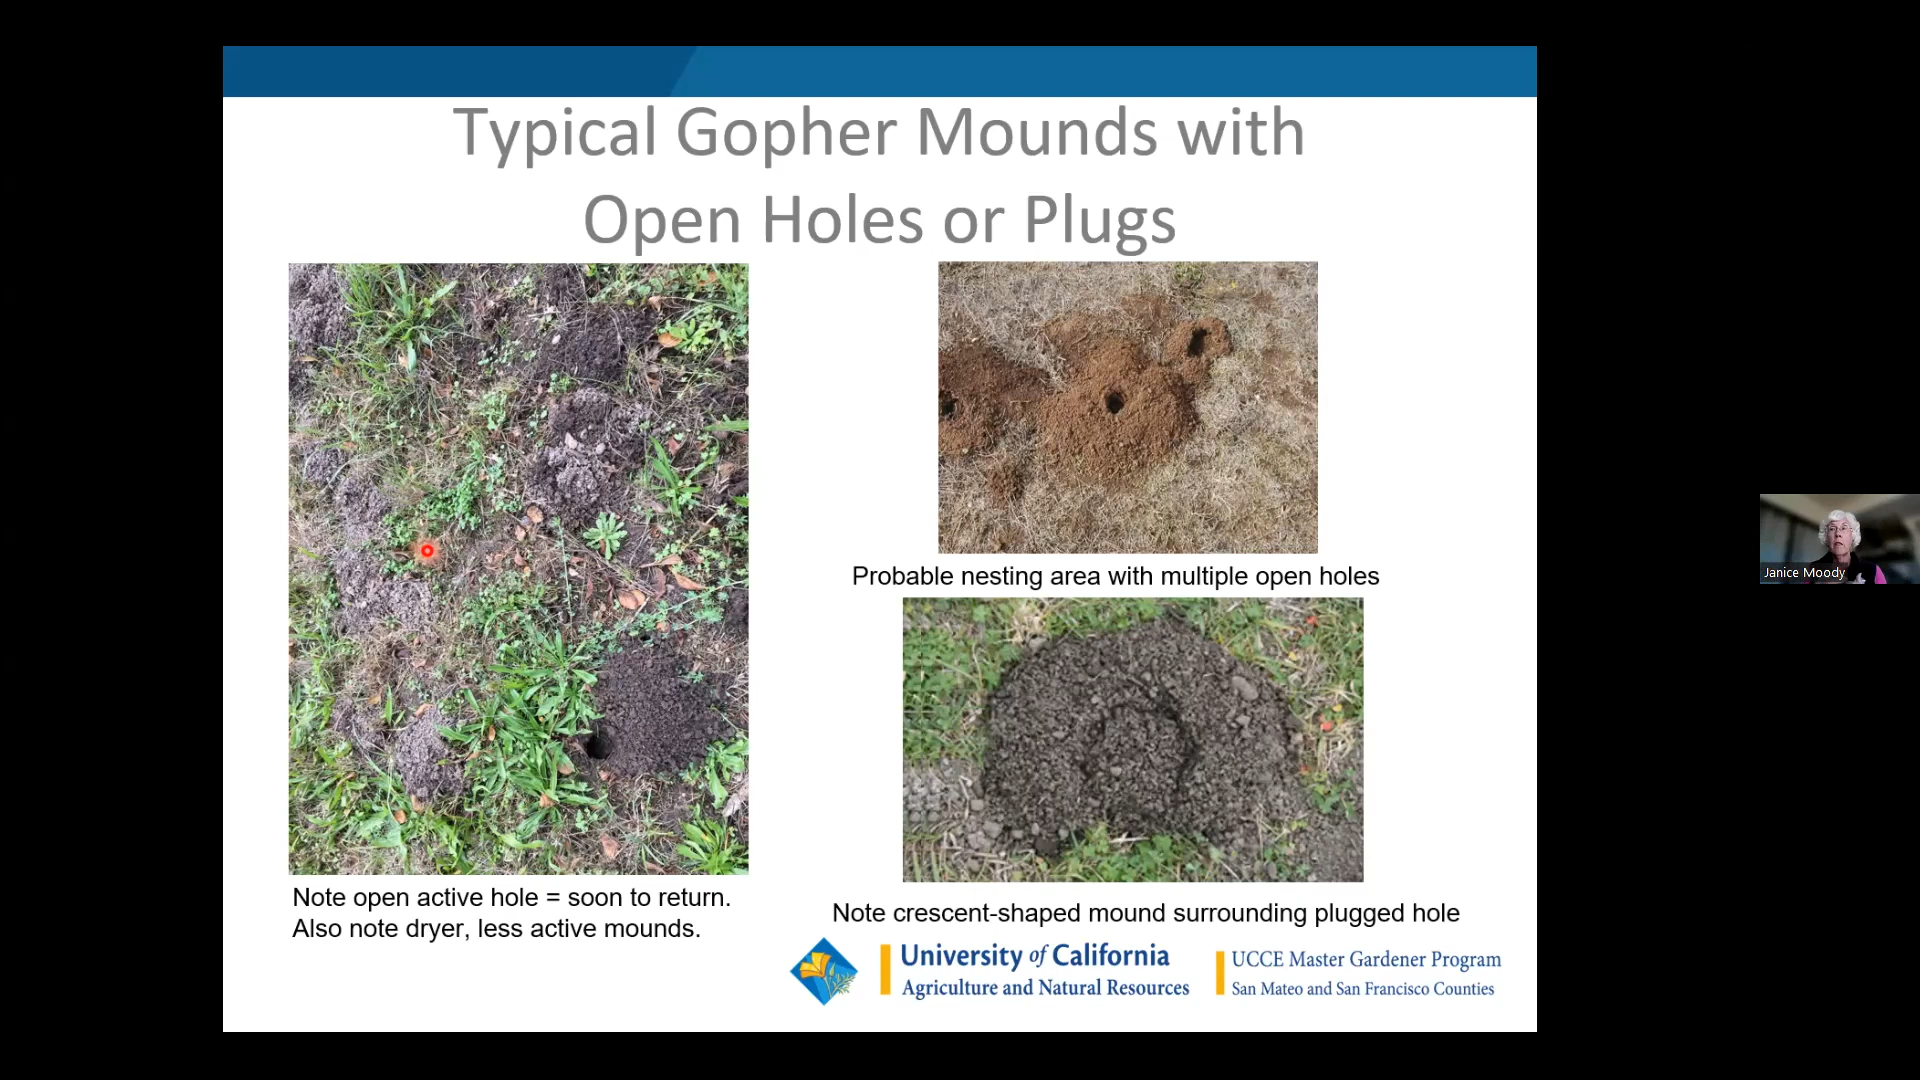 Typical Gopher Mounds with
Open Holes or Plugs
Probable nesting area with multiple open holes
Note open active hole = soon to return.
Also note dryer, less active mounds.
Note crescent-shaped mound surrounding plugged hole
University of California
Agriculture and Natural Resources
UCCE Master Gardener Program
San Mateo and San Francisco Counties
Janice Moody